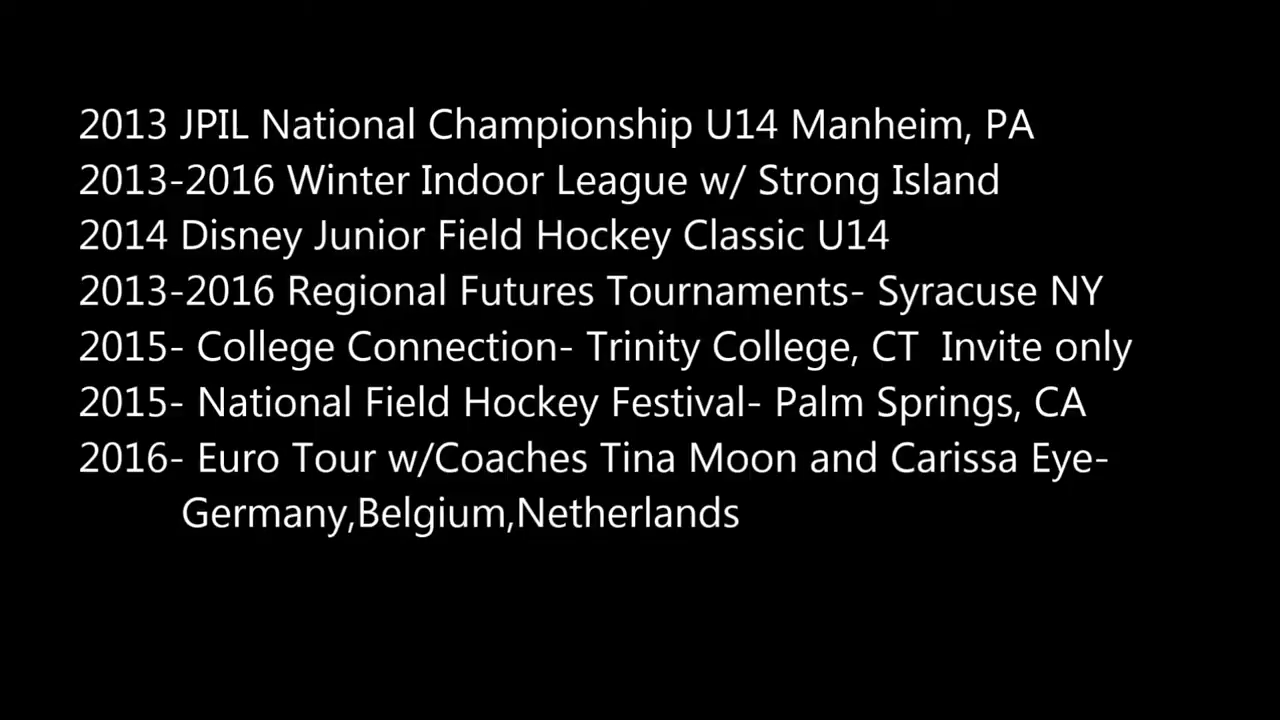 2013 JPIL National Championship U14 Manheim, PA
2013-2016 Winter Indoor League w/ Strong Island
2014 Disney Junior Field Hockey Classic U14
2013-2016 Regional Futures Tournaments- Syracuse NY
2015- College Connection- Trinity College, CT  Invite only
2015- National Field Hockey Festival- Palm Springs, CA
2016- Euro Tour w/Coaches Tina Moon and Carissa Eye-
Germany,Belgium,Netherlands